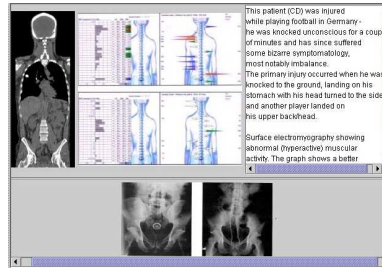 This patient (CD) was injured
while playing football in Germany -
he was knocked unconscious for a coup
of minutes and has since suffered
some bizarre symptomatology,
most notably imbalance.
The primary injury occurred when he was
knocked to the ground, landing on his
stomach with his head turned to the side
and another player landed on
his upper back/head.
Surface electromyography showing
abnormal (hyperactive) muscular
activity. The graph shows a better